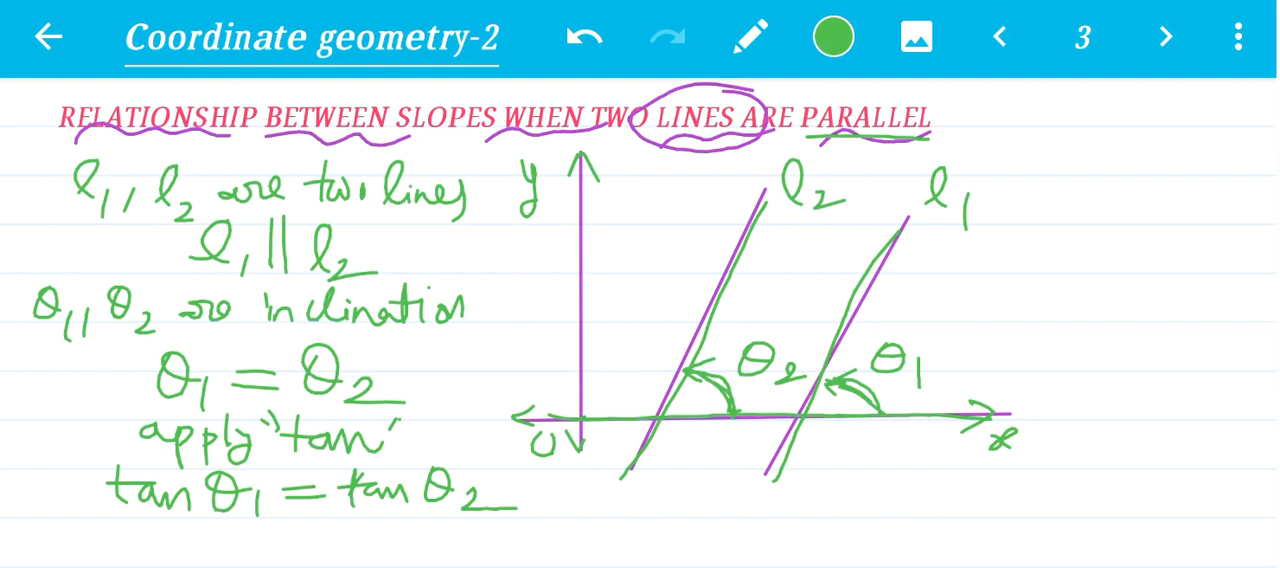 Coordinate geometry-2
3
RELATIONSHIP BETWEEN SLOPES WHEN TWO LINES ARE PARALLEL
l1, l2 are two lines
l1 || l2
θ1, θ2 are inclination
θ1 = θ2
apply "tan"
tan θ1 = tan θ2
y
l2
l1
θ2
θ1
O
x